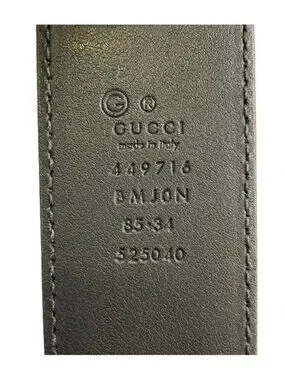 G R
GUCCI
made in Italy
449716
BMJ0N
85·34
525040